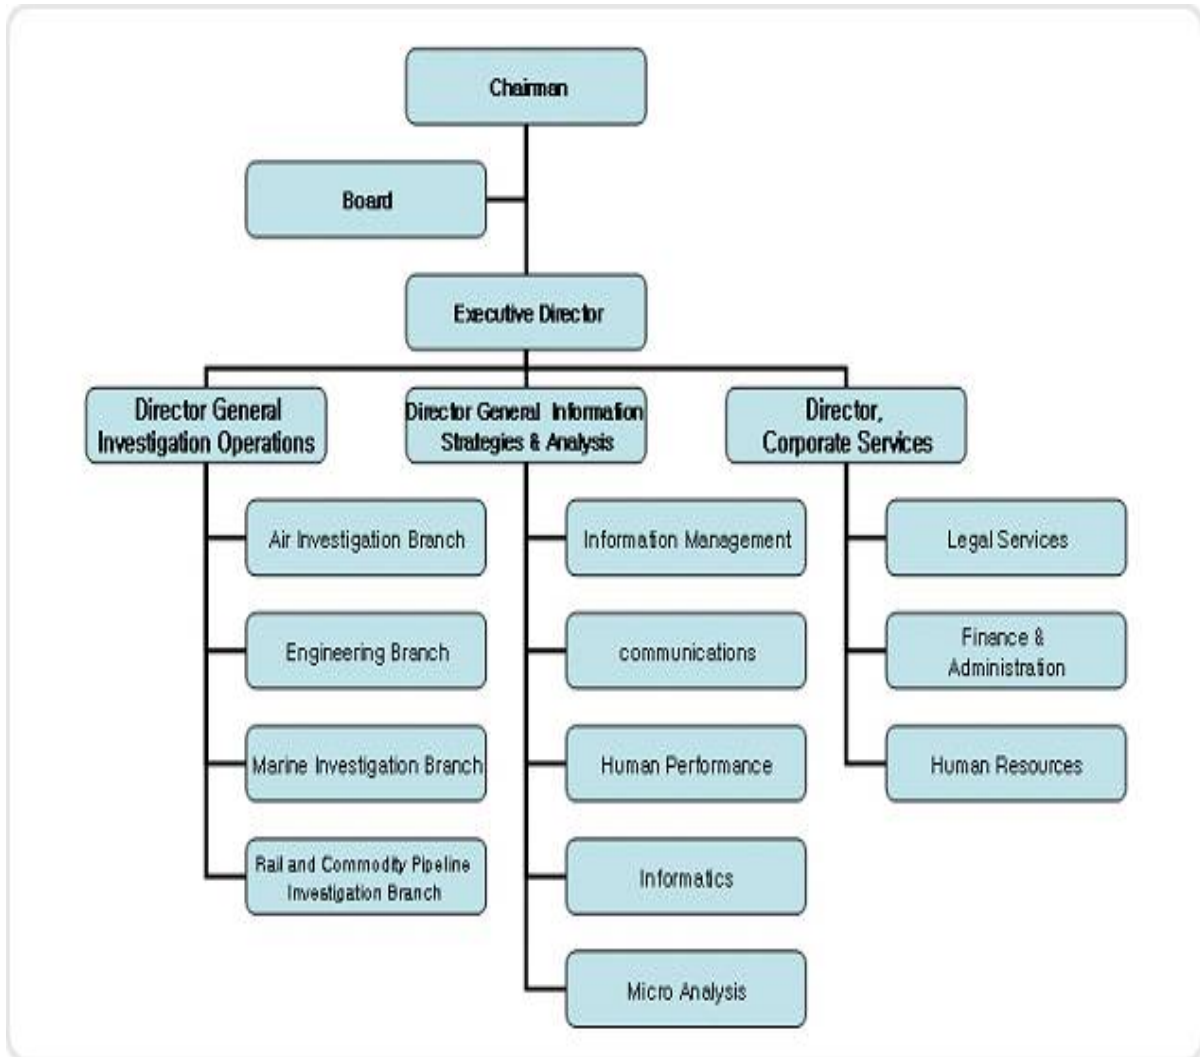 Chairman
Board
Executive Director
Director General
Investigation Operations
Director General Information
Strategies & Analysis
Director,
Corporate Services
Air Investigation Branch
Engineering Branch
Marine Investigation Branch
Rail and Commodity Pipeline
Investigation Branch
Information Management
communications
Human Performance
Informatics
Micro Analysis
Legal Services
Finance &
Administration
Human Resources